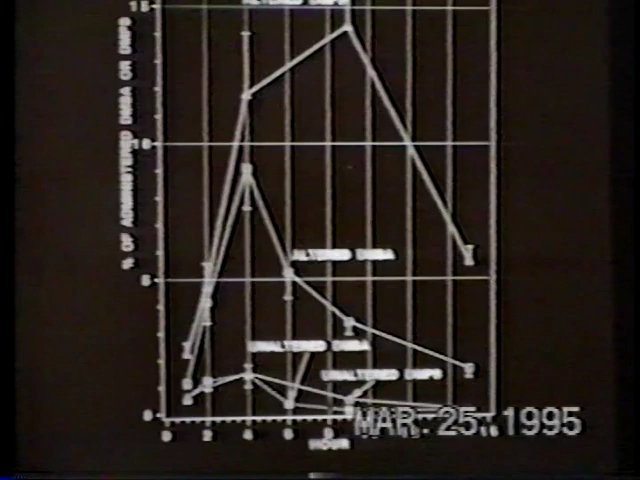 15
ALTERED DMPS
% OF ADMINISTERED DMSA OR DMPS
10
ALTERED DMSA
5
UNALTERED DMSA
UNALTERED DMPS
0
0 2 4 6 8
HOUR
MAR.25.1995